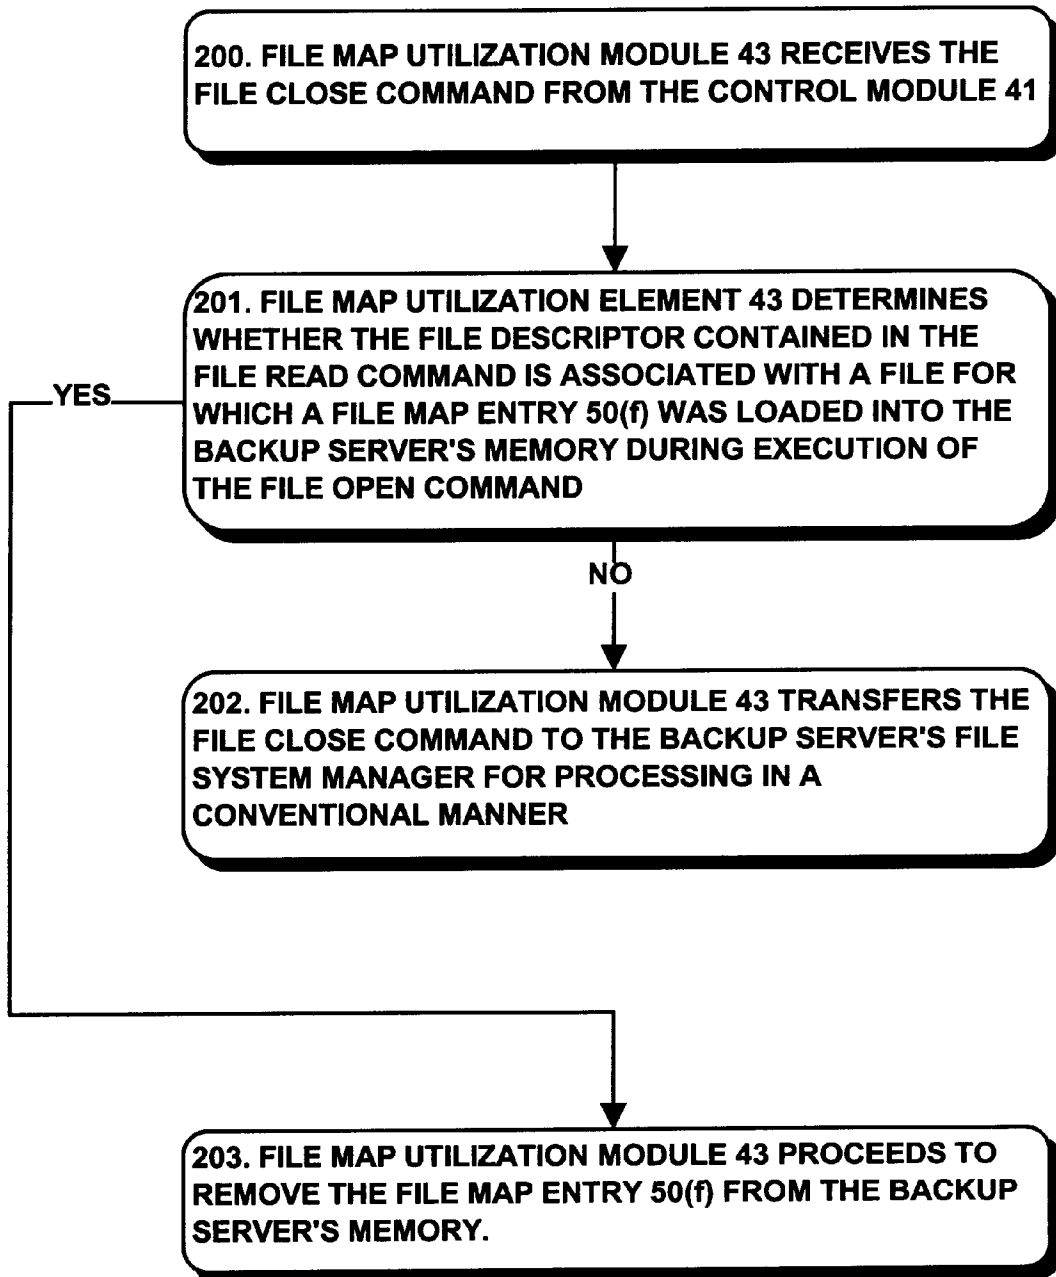 200. FILE MAP UTILIZATION MODULE 43 RECEIVES THE
FILE CLOSE COMMAND FROM THE CONTROL MODULE 41
201. FILE MAP UTILIZATION ELEMENT 43 DETERMINES
WHETHER THE FILE DESCRIPTOR CONTAINED IN THE
FILE READ COMMAND IS ASSOCIATED WITH A FILE FOR
WHICH A FILE MAP ENTRY 50(f) WAS LOADED INTO THE
BACKUP SERVER'S MEMORY DURING EXECUTION OF
THE FILE OPEN COMMAND
YES
NO
202. FILE MAP UTILIZATION MODULE 43 TRANSFERS THE
FILE CLOSE COMMAND TO THE BACKUP SERVER'S FILE
SYSTEM MANAGER FOR PROCESSING IN A
CONVENTIONAL MANNER
203. FILE MAP UTILIZATION MODULE 43 PROCEEDS TO
REMOVE THE FILE MAP ENTRY 50(f) FROM THE BACKUP
SERVER'S MEMORY.